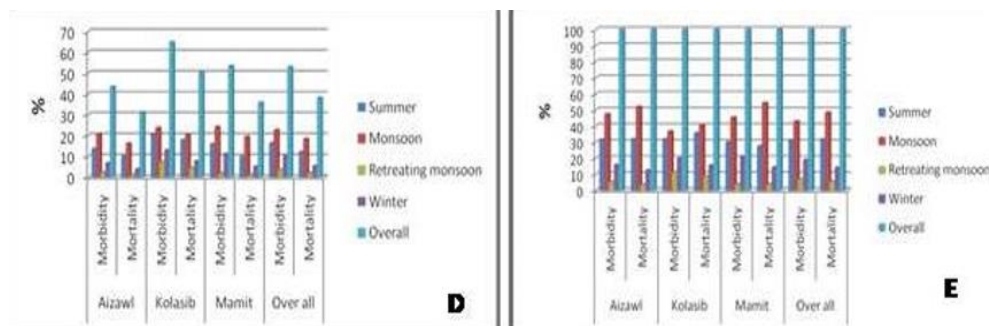 %
70
60
50
40
30
20
10
0
Morbidity
Mortality
Morbidity
Mortality
Morbidity
Mortality
Morbidity
Mortality
Aizawl
Kolasib
Mamit
Over all
Summer
Monsoon
Retreating monsoon
Winter
Overall
D
%
100
90
80
70
60
50
40
30
20
10
0
Morbidity
Mortality
Morbidity
Mortality
Morbidity
Mortality
Morbidity
Mortality
Aizawl
Kolasib
Mamit
Over all
Summer
Monsoon
Retreating monsoon
Winter
Overall
E